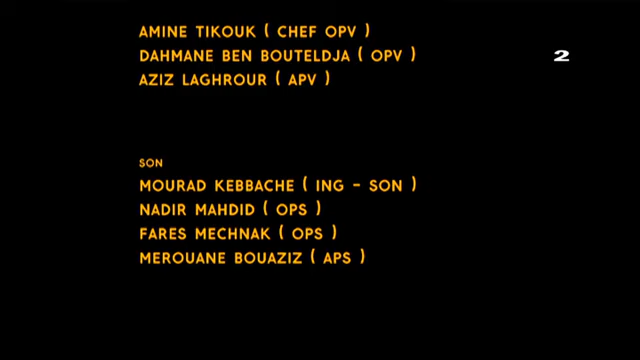 AMINE TIKOUK ( CHEF OPV )
DAHMANE BEN BOUTELDJA ( OPV )
2
AZIZ LAGHROUR ( APV )
SON
MOURAD KEBBACHE ( ING - SON )
NADIR MAHDID ( OPS )
FARES MECHNAK ( OPS )
MEROUANE BOUAZIZ ( APS )